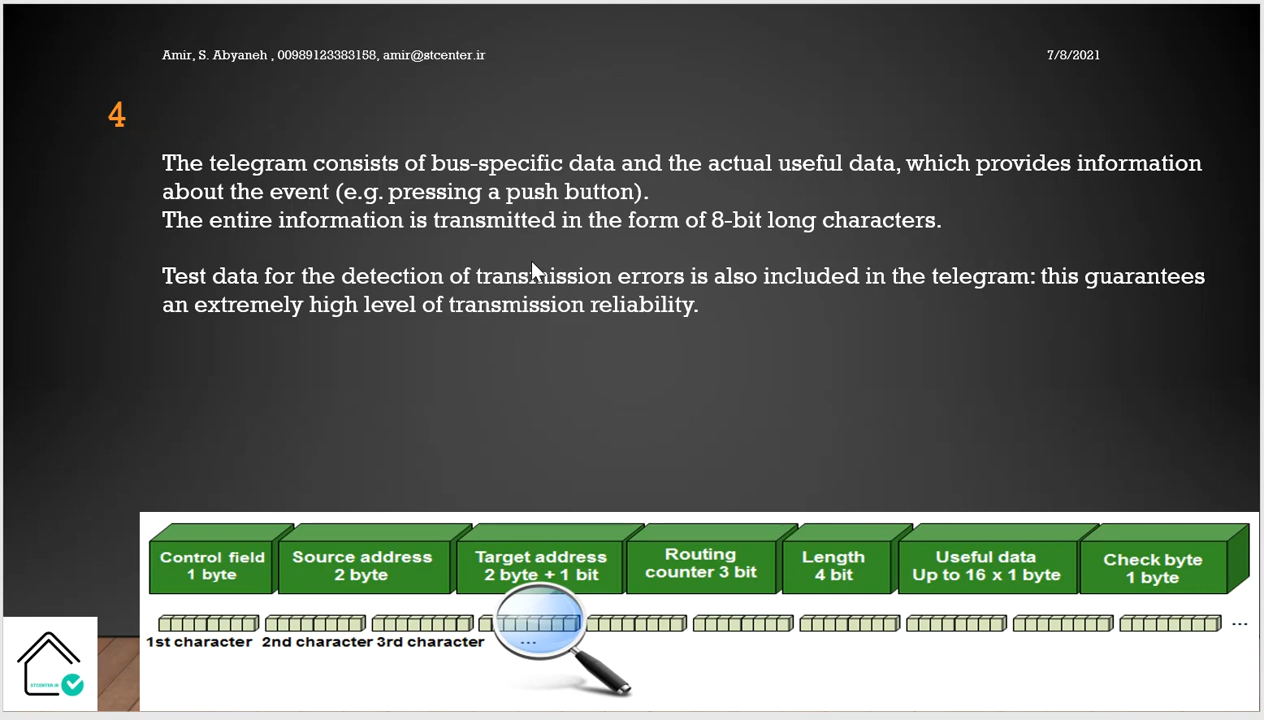 Amir, S. Abyaneh , 00989123383158, amir@stcenter.ir
7/8/2021
4
The telegram consists of bus-specific data and the actual useful data, which provides information
about the event (e.g. pressing a push button).
The entire information is transmitted in the form of 8-bit long characters.
Test data for the detection of transmission errors is also included in the telegram: this guarantees
an extremely high level of transmission reliability.
Control field
1 byte
Source address
2 byte
Target address
2 byte + 1 bit
Routing
counter 3 bit
Length
4 bit
Useful data
Up to 16 x 1 byte
Check byte
1 byte
...
1st character 2nd character 3rd character
...
STCENTER.IR